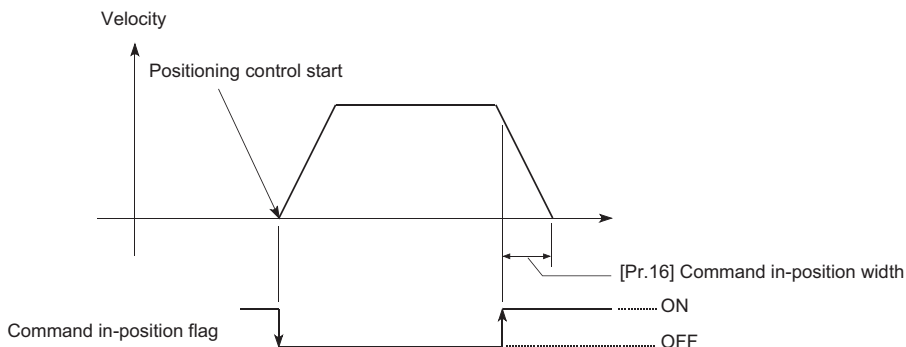 Velocity
Positioning control start
[Pr.16] Command in-position width
ON
Command in-position flag
OFF